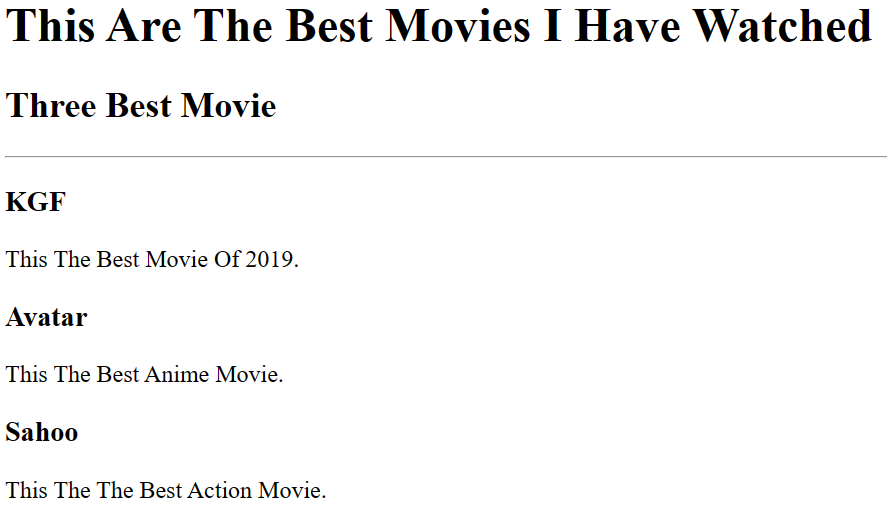 This Are The Best Movies I Have Watched
Three Best Movie
KGF
This The Best Movie Of 2019.
Avatar
This The Best Anime Movie.
Sahoo
This The The Best Action Movie.